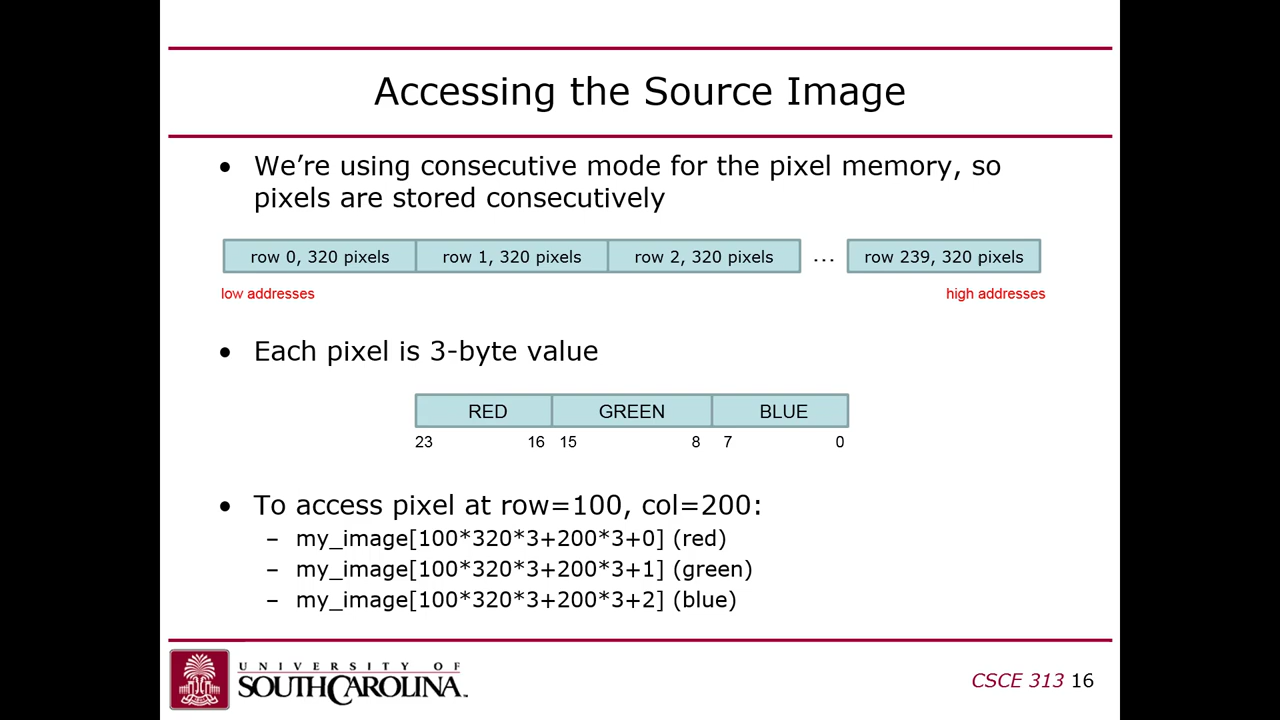 Accessing the Source Image
• We’re using consecutive mode for the pixel memory, so
pixels are stored consecutively
row 0, 320 pixels row 1, 320 pixels row 2, 320 pixels … row 239, 320 pixels
low addresses high addresses
• Each pixel is 3-byte value
RED GREEN BLUE
23 16 15 8 7 0
• To access pixel at row=100, col=200:
– my_image[100*320*3+200*3+0] (red)
– my_image[100*320*3+200*3+1] (green)
– my_image[100*320*3+200*3+2] (blue)
UNIVERSITY OF
SOUTH CAROLINA™
CSCE 313 16